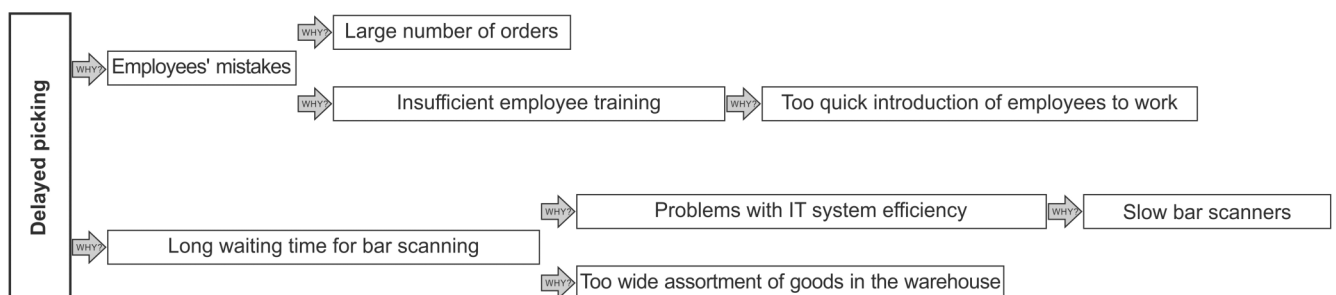 Delayed picking
WHY?
Employees' mistakes
WHY?
Large number of orders
WHY?
Insufficient employee training
WHY?
Too quick introduction of employees to work
WHY?
Long waiting time for bar scanning
WHY?
Problems with IT system efficiency
WHY?
Slow bar scanners
WHY?
Too wide assortment of goods in the warehouse